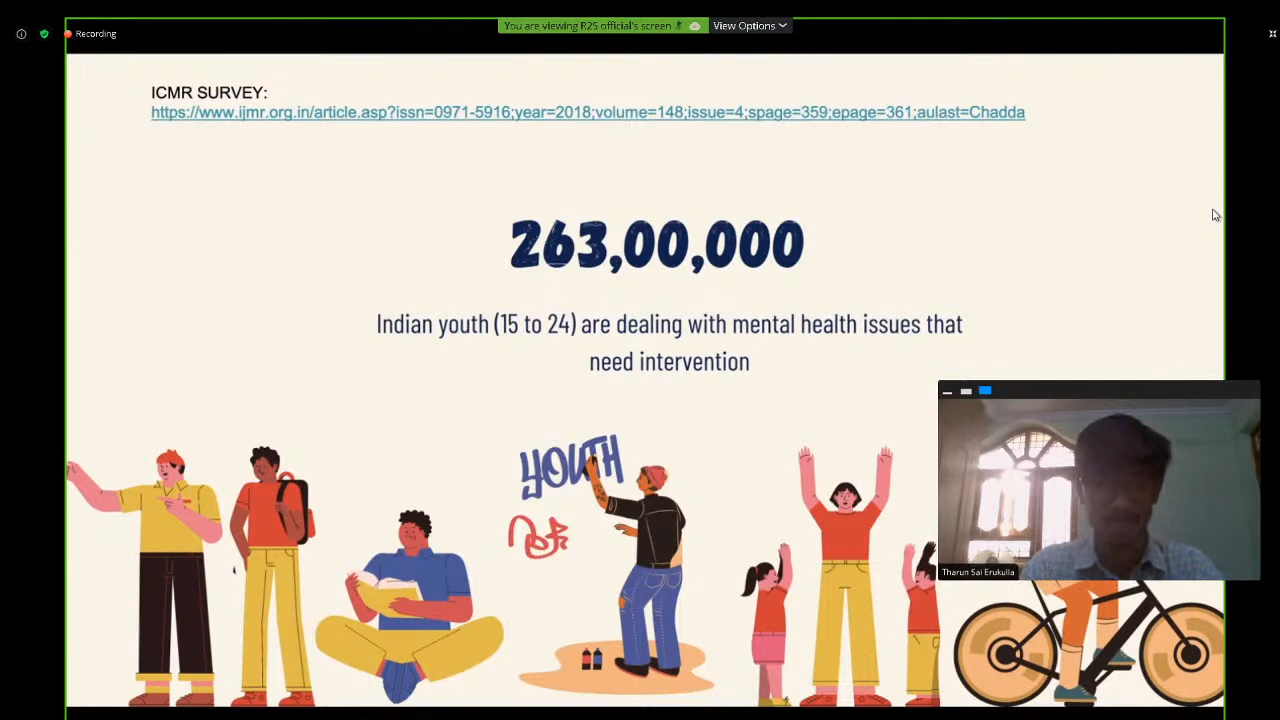 You are viewing R2S official's screen
View Options
Recording
ICMR SURVEY:
https://www.ijmr.org.in/article.asp?issn=0971-5916;year=2018;volume=148;issue=4;spage=359;epage=361;aulast=Chadda
263,00,000
Indian youth (15 to 24) are dealing with mental health issues that
need intervention
YOUTH
Tharun Sai Erukulla